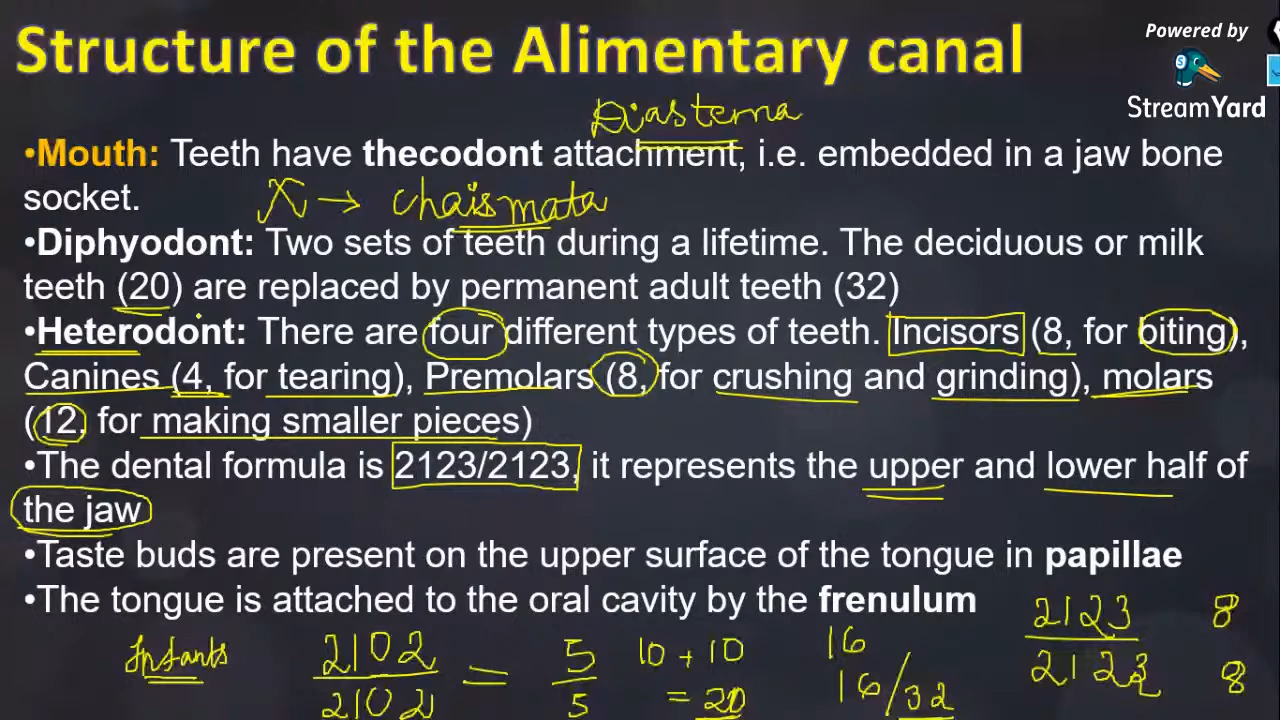 Structure of the Alimentary canal
Powered by
StreamYard
Diastema
•Mouth: Teeth have thecodont attachment, i.e. embedded in a jaw bone
socket.
X → chaismata
•Diphyodont: Two sets of teeth during a lifetime. The deciduous or milk
teeth (20) are replaced by permanent adult teeth (32)
•Heterodont: There are four different types of teeth. Incisors (8, for biting),
Canines (4, for tearing), Premolars (8, for crushing and grinding), molars
(12, for making smaller pieces)
•The dental formula is 2123/2123, it represents the upper and lower half of
the jaw
•Taste buds are present on the upper surface of the tongue in papillae
•The tongue is attached to the oral cavity by the frenulum
Infants 2102/2102 = 5/5 10 + 10 = 20
16
16/32
2123 8
2123 8